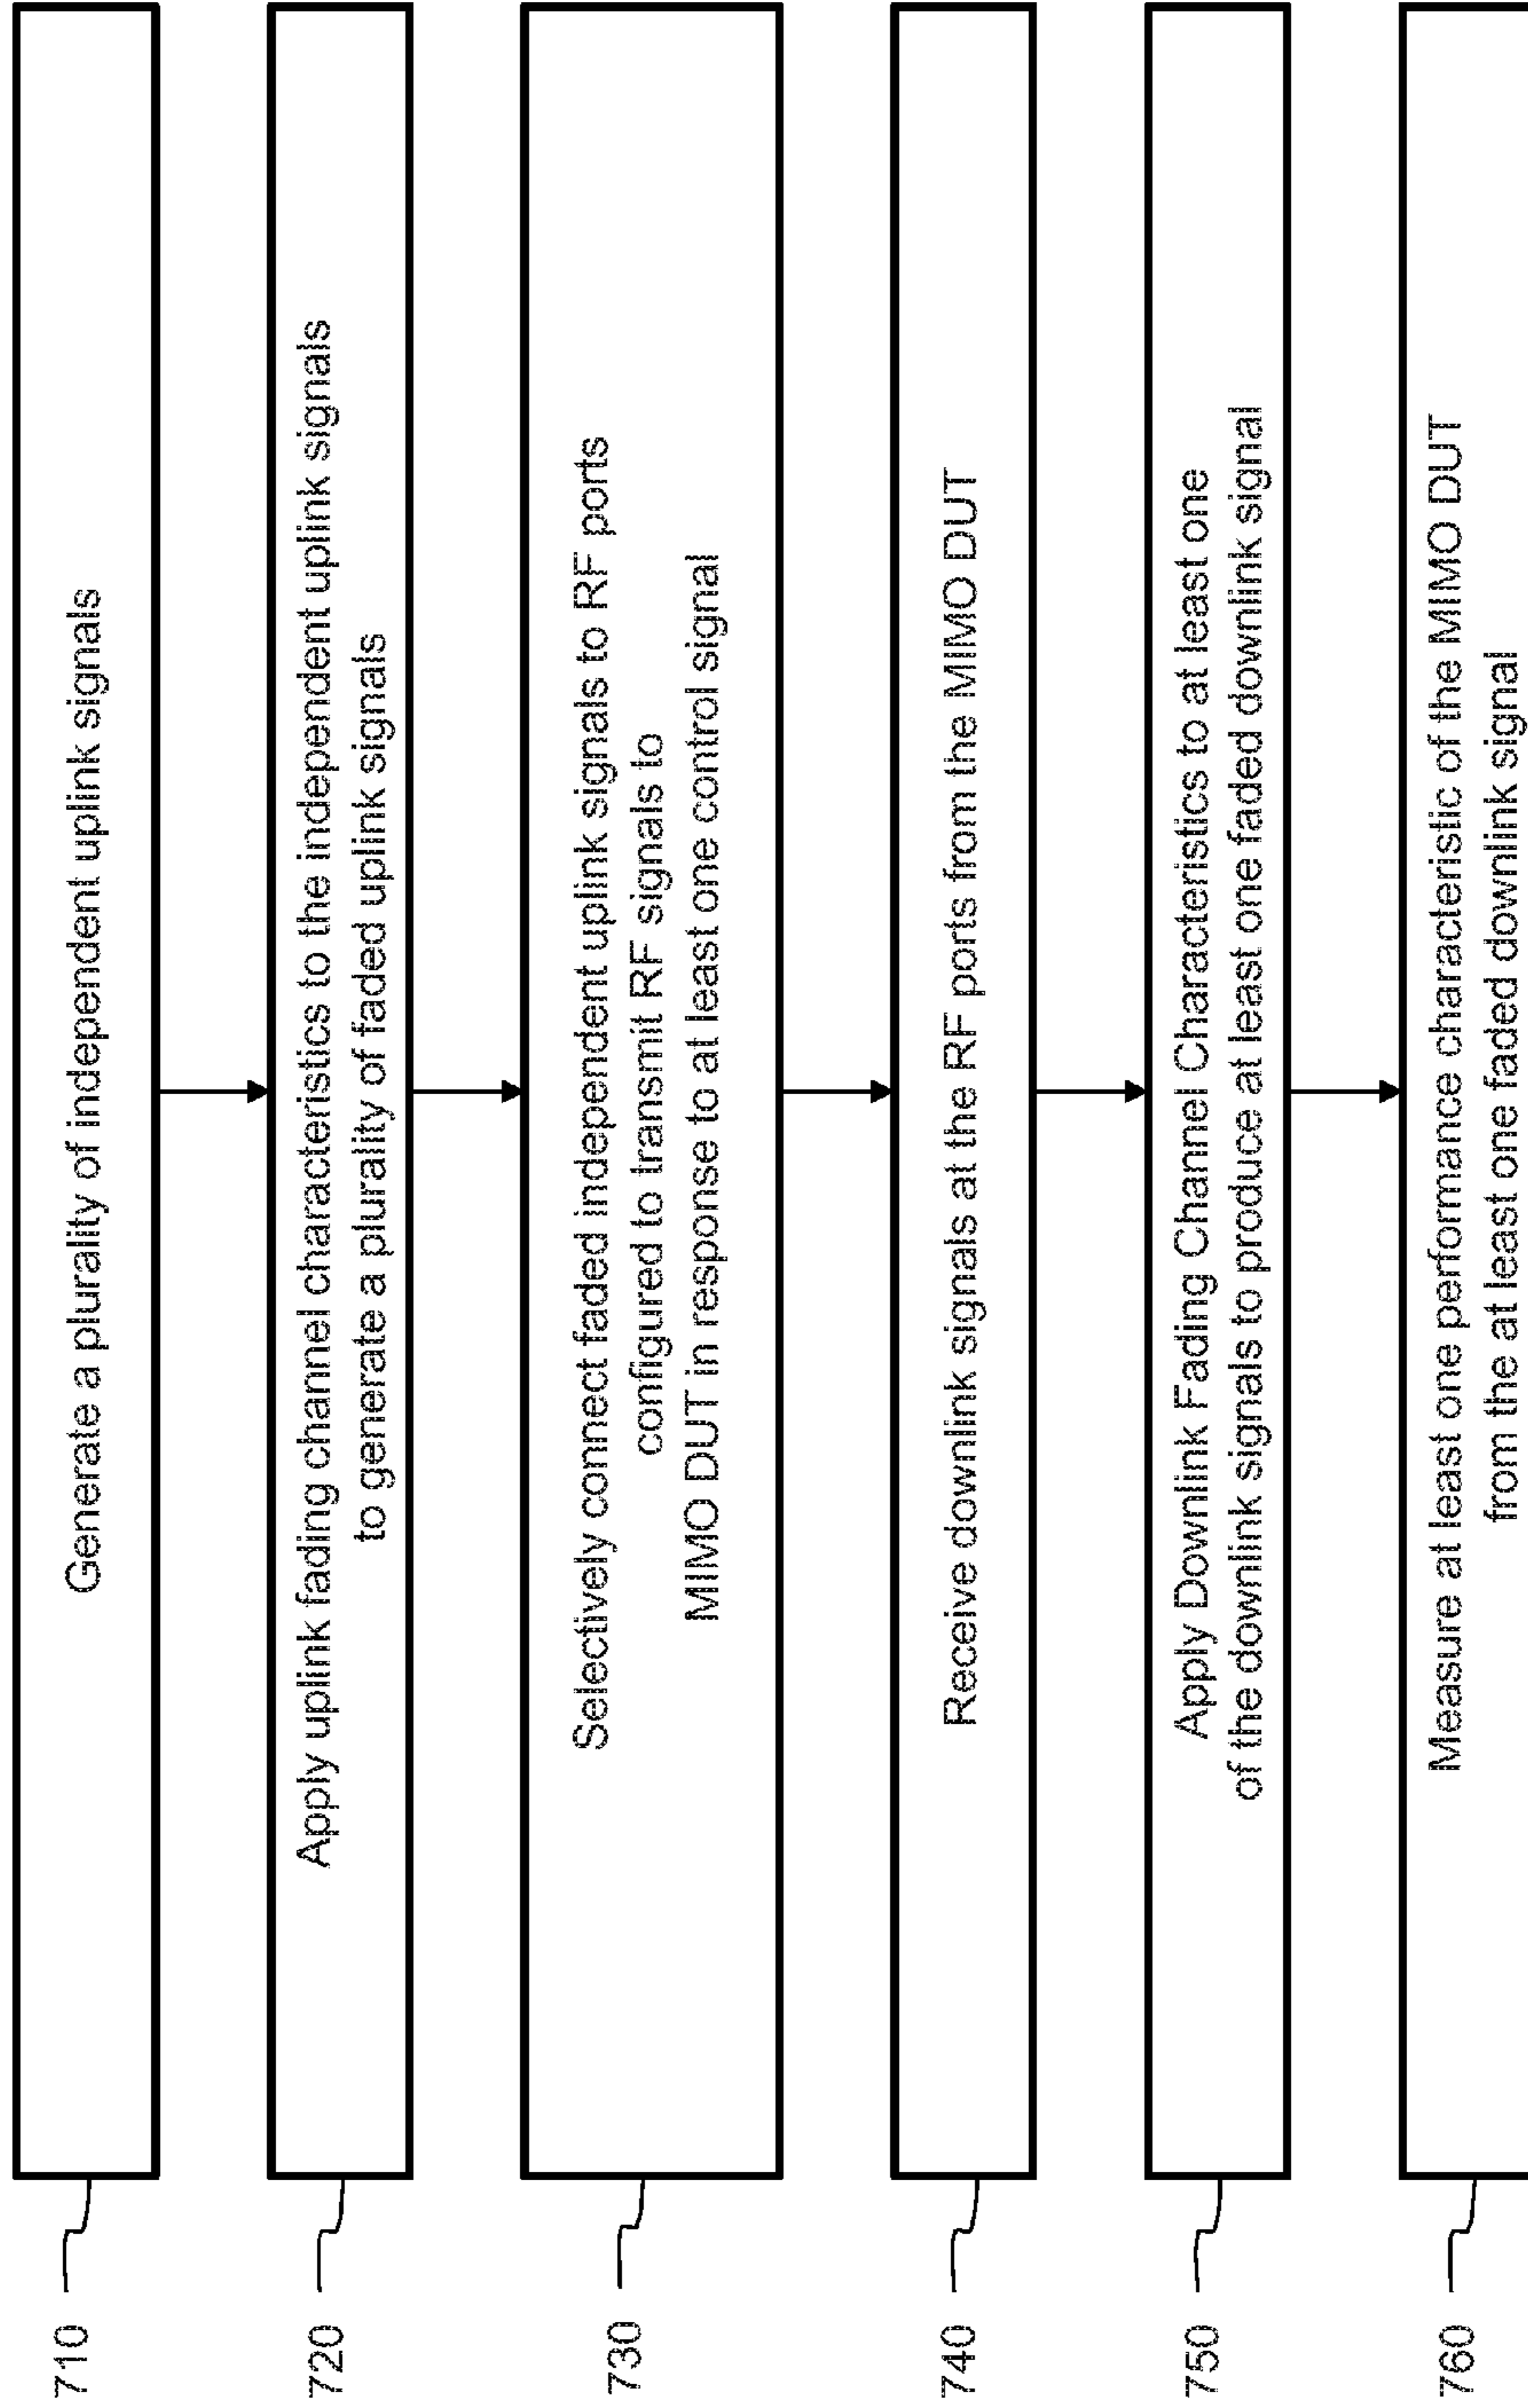 710
Generate a plurality of independent uplink signals
720
Apply uplink fading channel characteristics to the independent uplink signals
to generate a plurality of faded uplink signals
730
Selectively connect faded independent uplink signals to RF ports
configured to transmit RF signals to
MIMO DUT in response to at least one control signal
740
Receive downlink signals at the RF ports from the MIMO DUT
750
Apply Downlink Fading Channel Characteristics to at least one
of the downlink signals to produce at least one faded downlink signal
760
Measure at least one performance characteristic of the MIMO DUT
from the at least one faded downlink signal